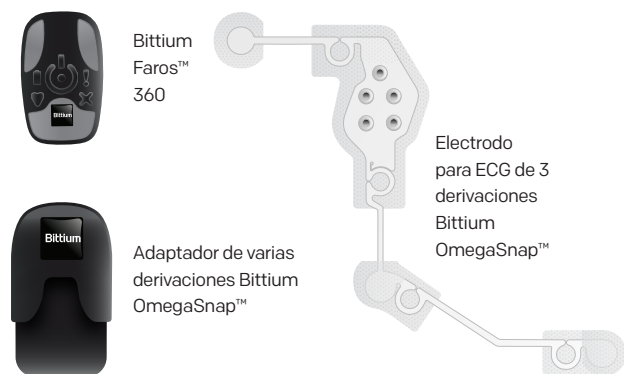 Bittium
Faros™
360
Bittium
Electrodo
para ECG de 3
derivaciones
Bittium
OmegaSnap™
Bittium
Adaptador de varias
derivaciones Bittium
OmegaSnap™